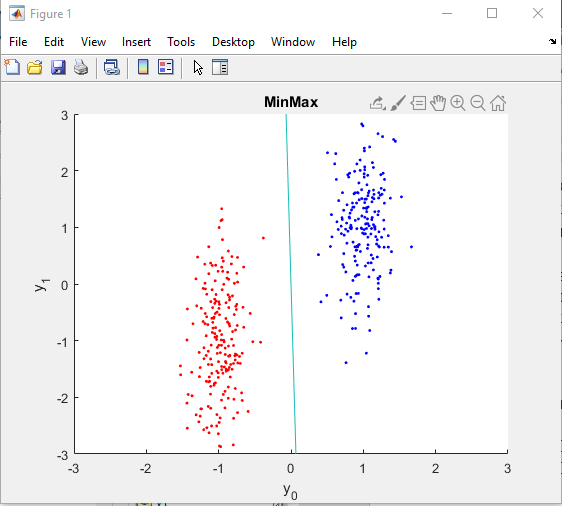 Figure 1
File Edit View Insert Tools Desktop Window Help
MinMax
3
2
1
0
-1
-2
-3
y1
-3 -2 -1 0 1 2 3
y0